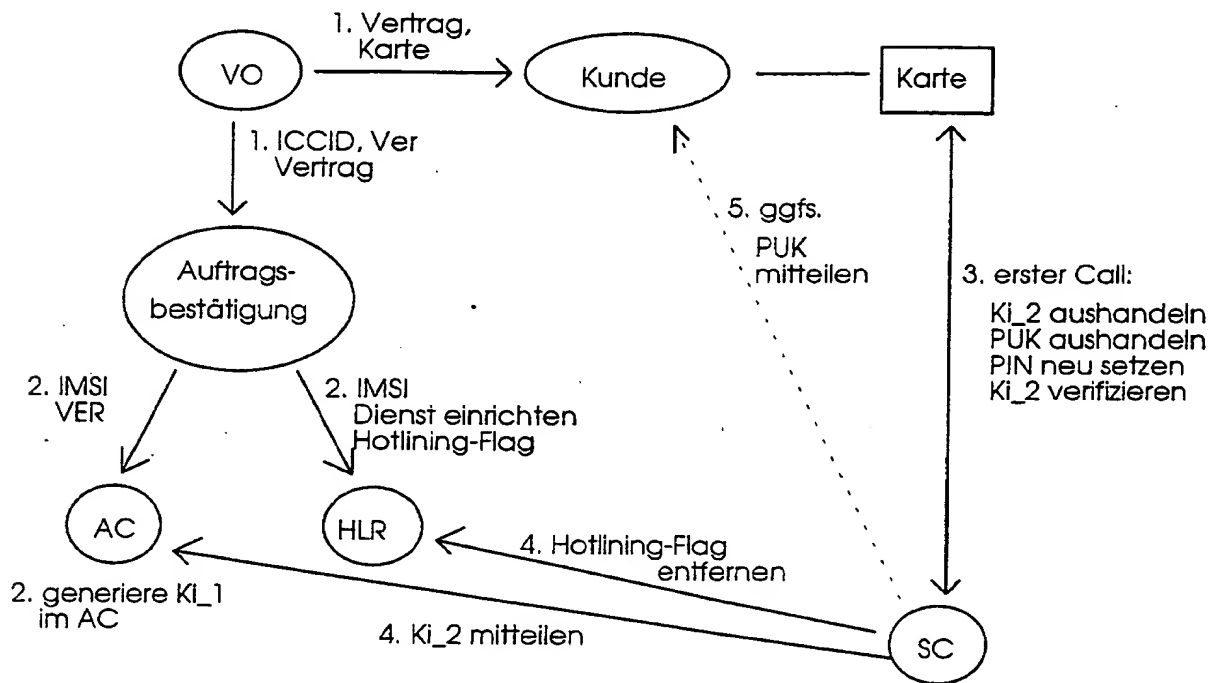 1. Vertrag,
Karte
VO
Kunde
Karte
1. ICCID, Ver
Vertrag
5. ggfs.
PUK
mitteilen
Auftrags-
bestätigung
3. erster Call:
Ki_2 aushandeln
PUK aushandeln
PIN neu setzen
Ki_2 verifizieren
2. IMSI
VER
2. IMSI
Dienst einrichten
Hotlining-Flag
AC
HLR
4. Hotlining-Flag
entfernen
2. generiere Ki_1
im AC
4. Ki_2 mitteilen
SC